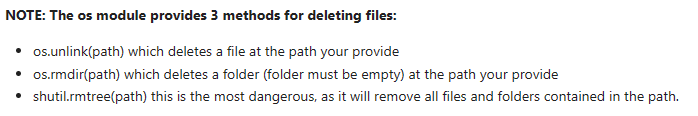 NOTE: The os module provides 3 methods for deleting files:
• os.unlink(path) which deletes a file at the path your provide
• os.rmdir(path) which deletes a folder (folder must be empty) at the path your provide
• shutil.rmtree(path) this is the most dangerous, as it will remove all files and folders contained in the path.